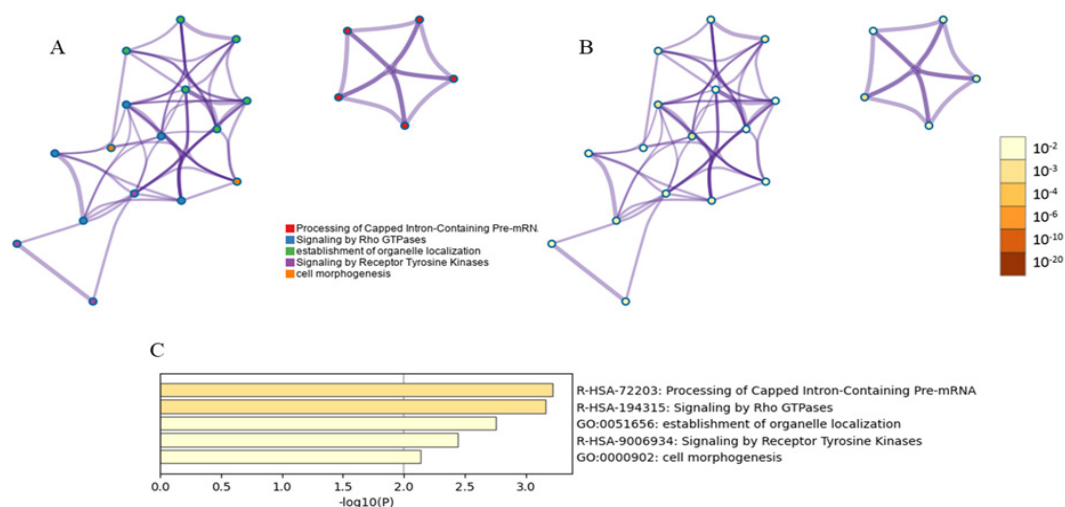 A
B
Processing of Capped Intron-Containing Pre-mRN
Signaling by Rho GTPases
establishment of organelle localization
Signaling by Receptor Tyrosine Kinases
cell morphogenesis
10⁻²
10⁻³
10⁻⁴
10⁻⁶
10⁻¹⁰
10⁻²⁰
C
R-HSA-72203: Processing of Capped Intron-Containing Pre-mRNA
R-HSA-194315: Signaling by Rho GTPases
GO:0051656: establishment of organelle localization
R-HSA-9006934: Signaling by Receptor Tyrosine Kinases
GO:0000902: cell morphogenesis
0.0 0.5 1.0 1.5 2.0 2.5 3.0
-log10(P)